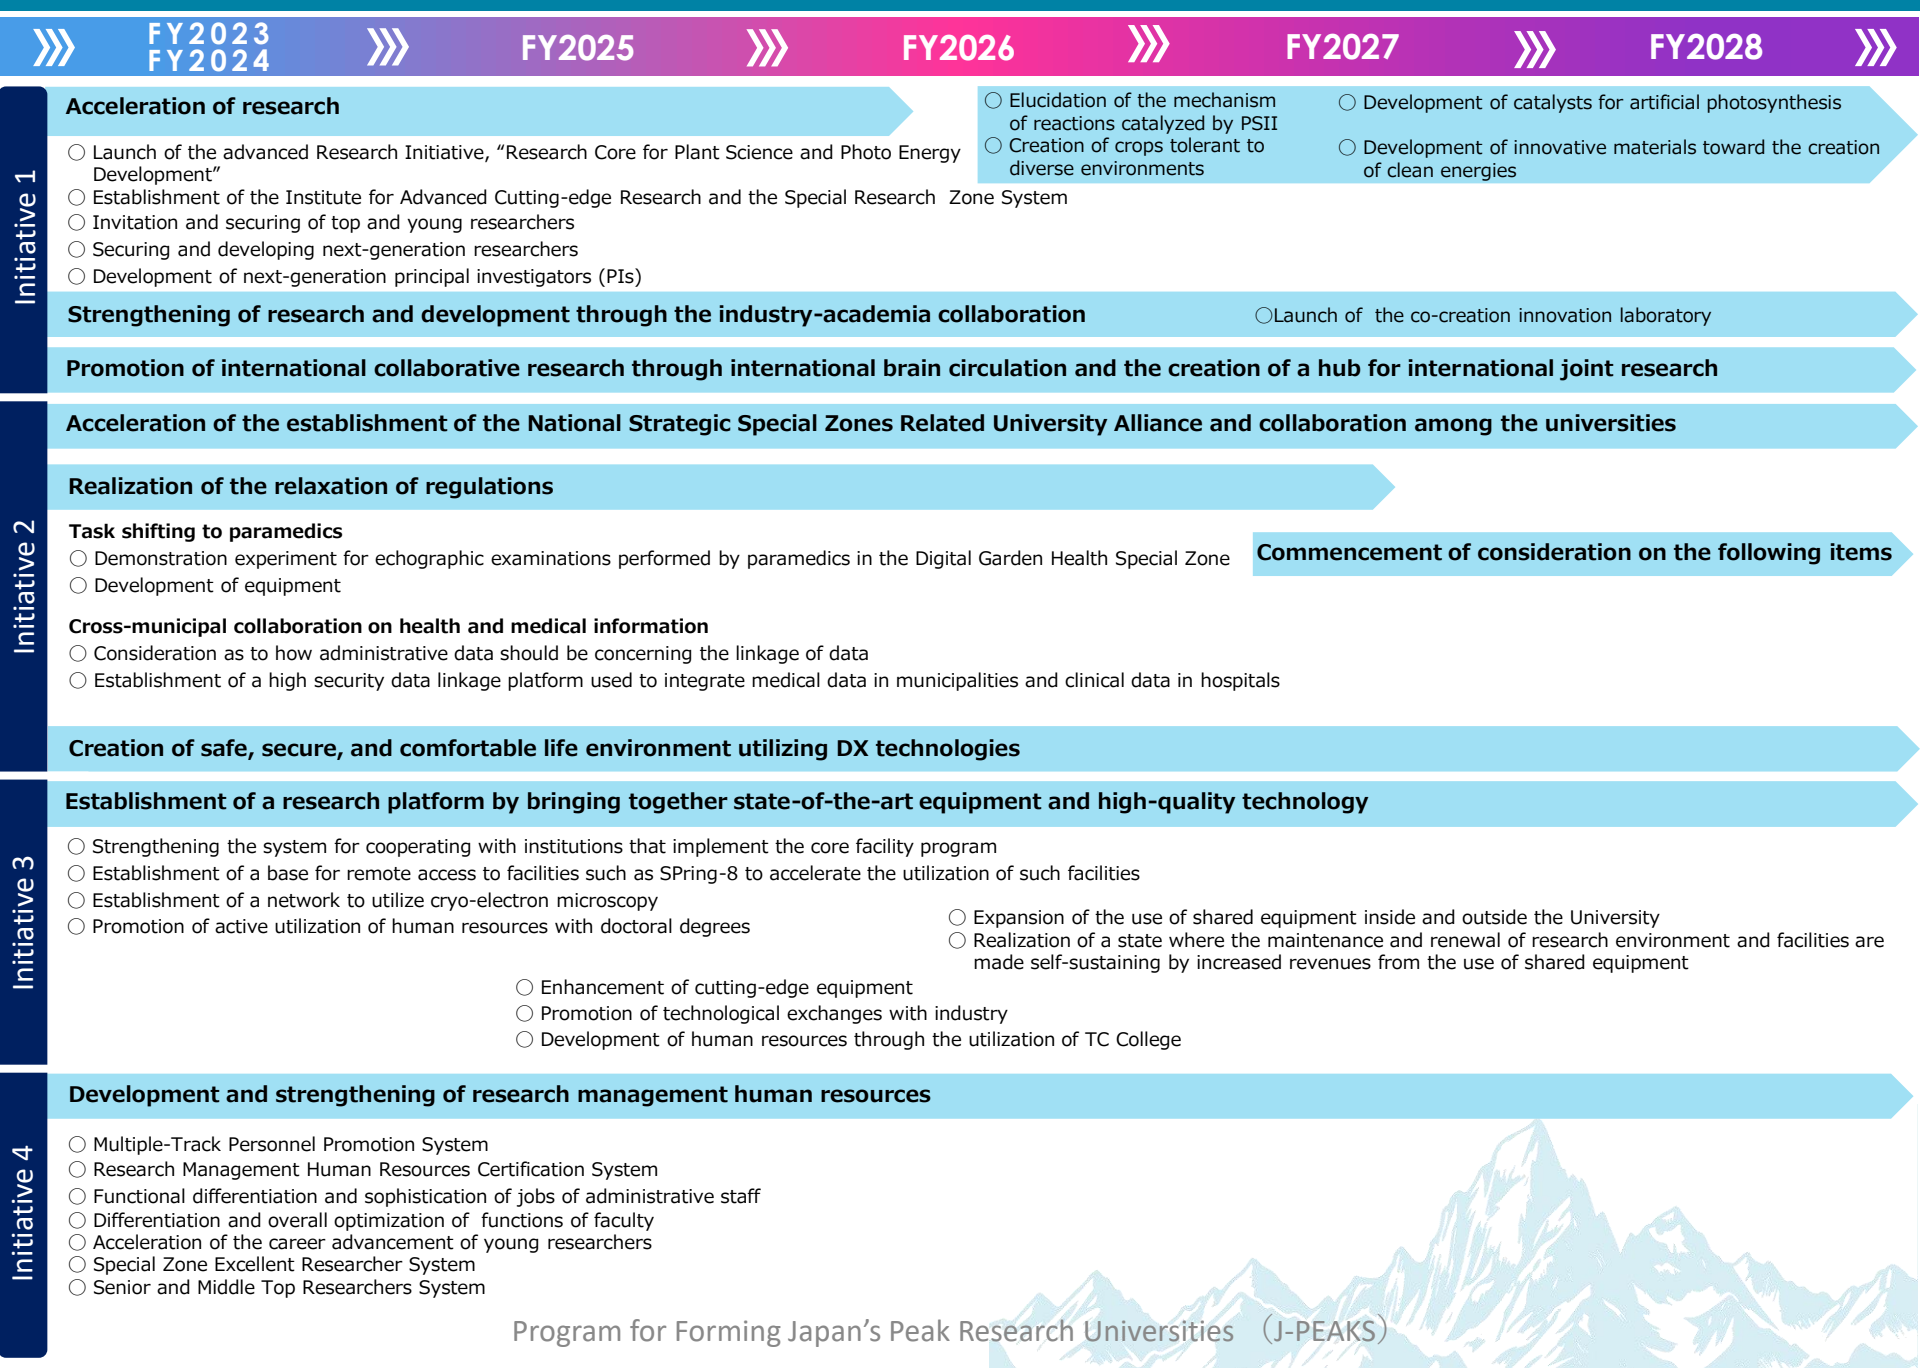 FY2023
FY2024
FY2025
FY2026
FY2027
FY2028
Initiative 1
Acceleration of research
○ Launch of the advanced Research Initiative, “Research Core for Plant Science and Photo Energy
Development”
○ Establishment of the Institute for Advanced Cutting-edge Research and the Special Research Zone System
○ Invitation and securing of top and young researchers
○ Securing and developing next-generation researchers
○ Development of next-generation principal investigators (PIs)
○ Elucidation of the mechanism
of reactions catalyzed by PSII
○ Creation of crops tolerant to
diverse environments
○ Development of catalysts for artificial photosynthesis
○ Development of innovative materials toward the creation
of clean energies
Strengthening of research and development through the industry-academia collaboration
○Launch of the co-creation innovation laboratory
Promotion of international collaborative research through international brain circulation and the creation of a hub for international joint research
Initiative 2
Acceleration of the establishment of the National Strategic Special Zones Related University Alliance and collaboration among the universities
Realization of the relaxation of regulations
Task shifting to paramedics
○ Demonstration experiment for echographic examinations performed by paramedics in the Digital Garden Health Special Zone
○ Development of equipment
Commencement of consideration on the following items
Cross-municipal collaboration on health and medical information
○ Consideration as to how administrative data should be concerning the linkage of data
○ Establishment of a high security data linkage platform used to integrate medical data in municipalities and clinical data in hospitals
Creation of safe, secure, and comfortable life environment utilizing DX technologies
Initiative 3
Establishment of a research platform by bringing together state-of-the-art equipment and high-quality technology
○ Strengthening the system for cooperating with institutions that implement the core facility program
○ Establishment of a base for remote access to facilities such as SPring-8 to accelerate the utilization of such facilities
○ Establishment of a network to utilize cryo-electron microscopy
○ Promotion of active utilization of human resources with doctoral degrees
○ Expansion of the use of shared equipment inside and outside the University
○ Realization of a state where the maintenance and renewal of research environment and facilities are
made self-sustaining by increased revenues from the use of shared equipment
○ Enhancement of cutting-edge equipment
○ Promotion of technological exchanges with industry
○ Development of human resources through the utilization of TC College
Initiative 4
Development and strengthening of research management human resources
○ Multiple-Track Personnel Promotion System
○ Research Management Human Resources Certification System
○ Functional differentiation and sophistication of jobs of administrative staff
○ Differentiation and overall optimization of functions of faculty
○ Acceleration of the career advancement of young researchers
○ Special Zone Excellent Researcher System
○ Senior and Middle Top Researchers System
Program for Forming Japan’s Peak Research Universities （J-PEAKS）